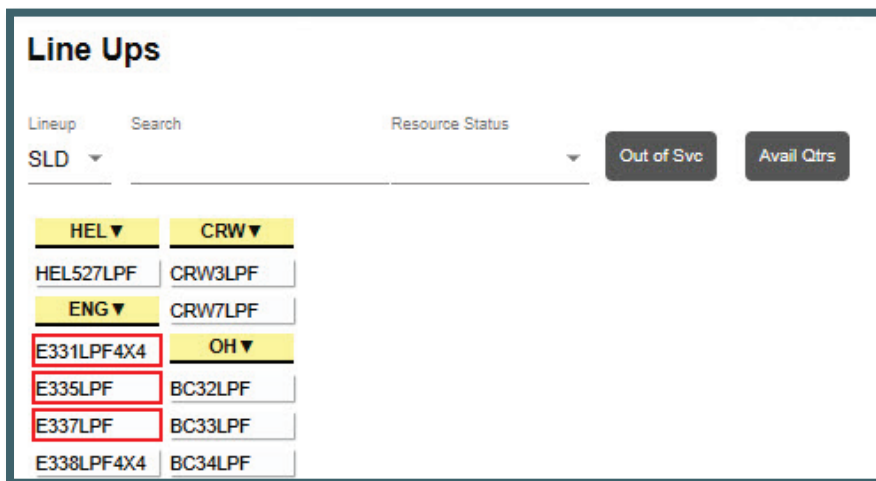 Line Ups
Lineup Search Resource Status
SLD Out of Svc Avail Qtrs
HEL▼ CRW▼
HEL527LPF CRW3LPF
ENG▼ CRW7LPF
E331LPF4X4 OH▼
E335LPF BC32LPF
E337LPF BC33LPF
E338LPF4X4 BC34LPF